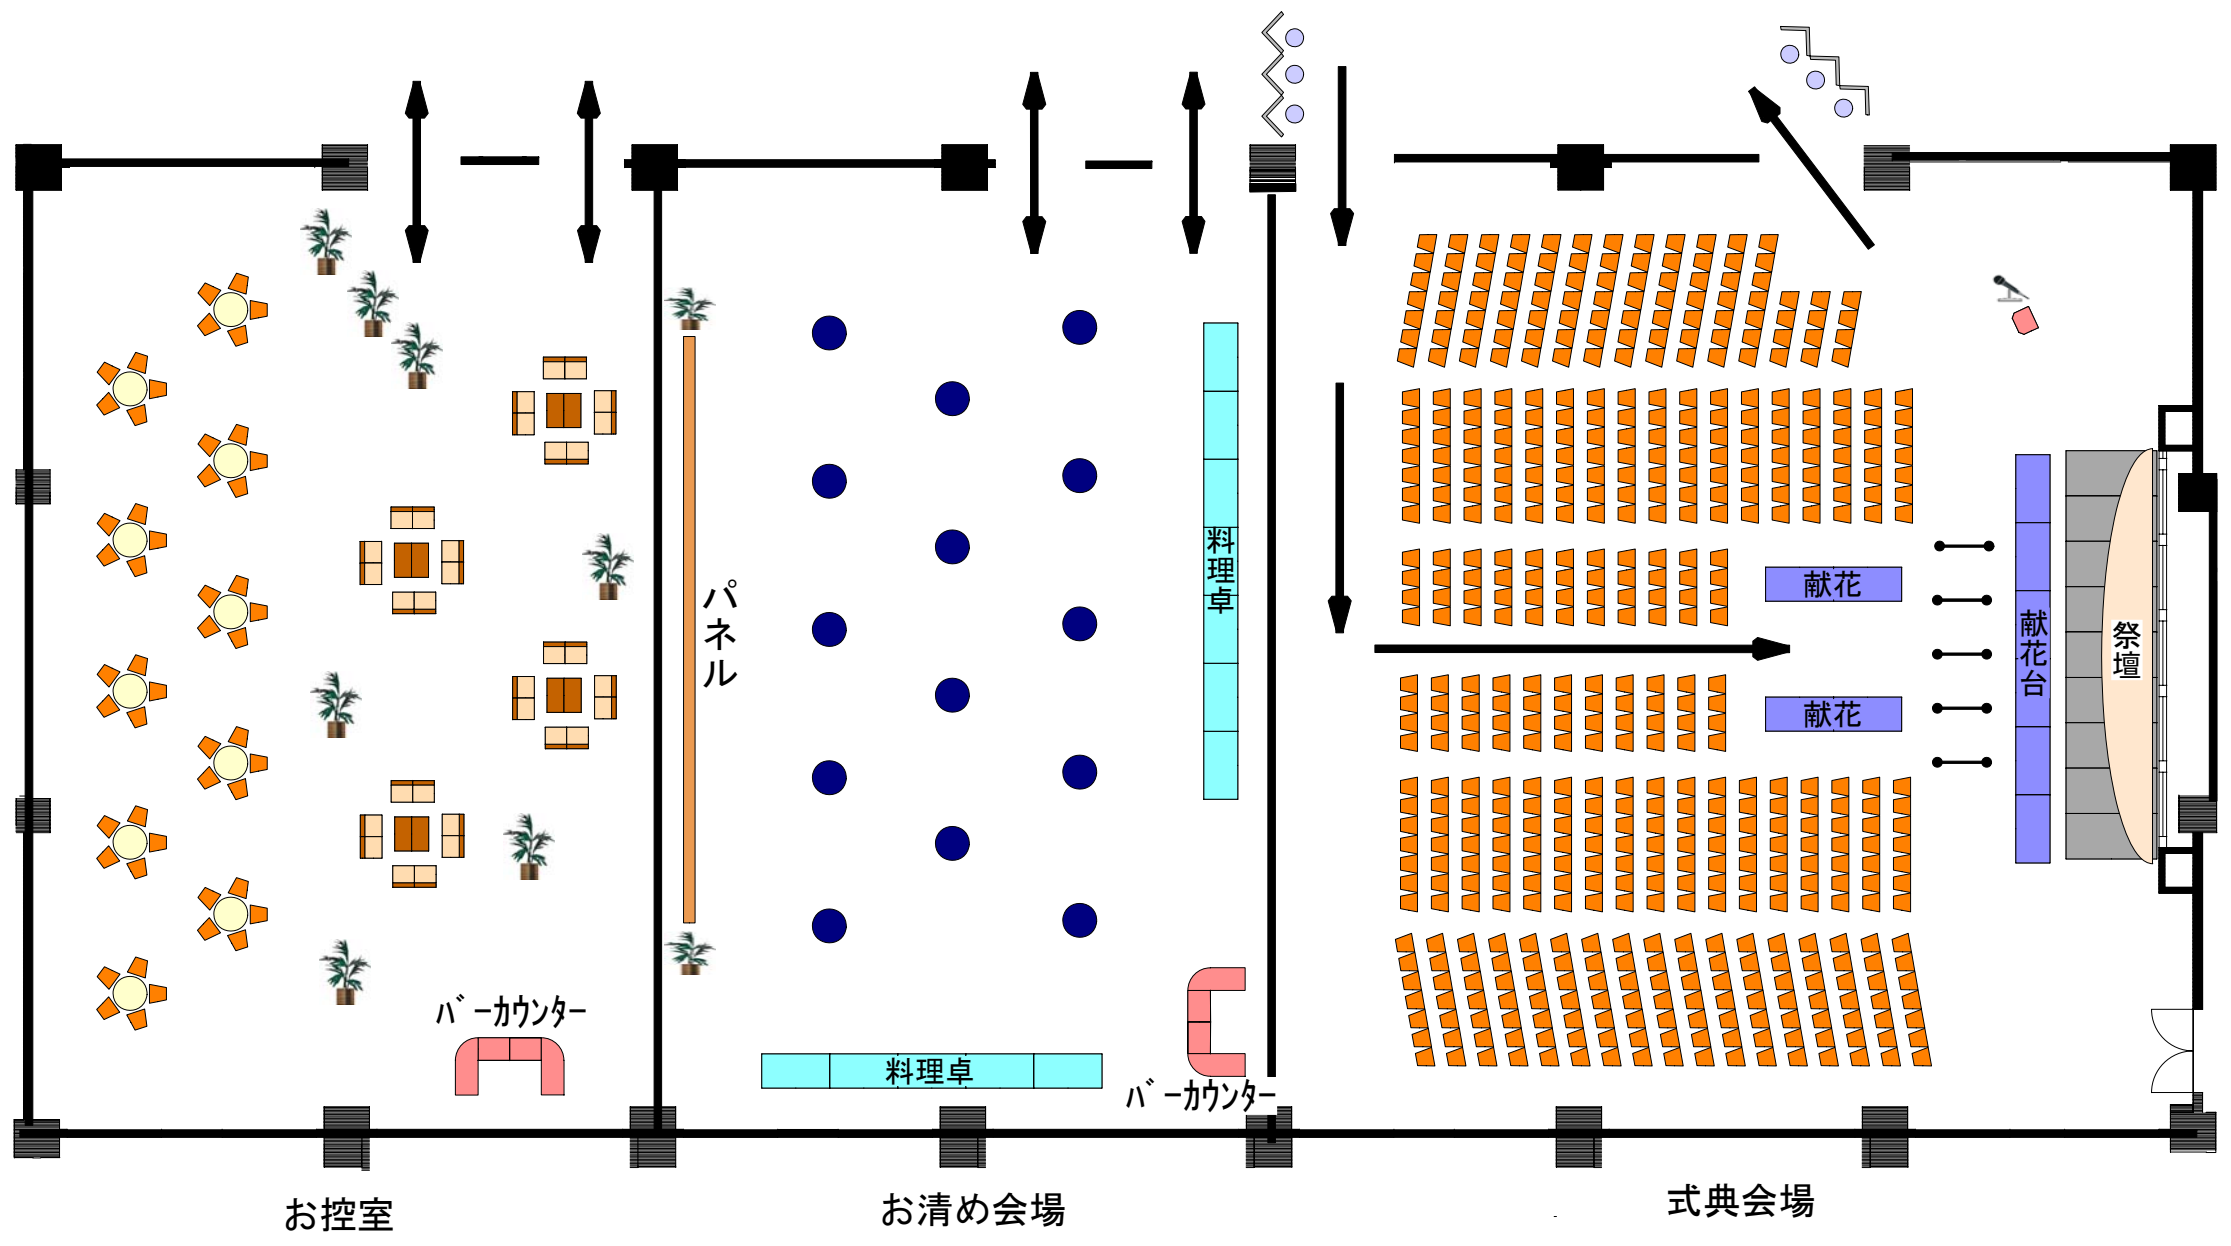 パネル
料理卓
献花
献花
献花台
祭壇
ﾊﾞｰｶｳﾝﾀｰ
料理卓
ﾊﾞｰｶｳﾝﾀｰ
お控室
お清め会場
式典会場